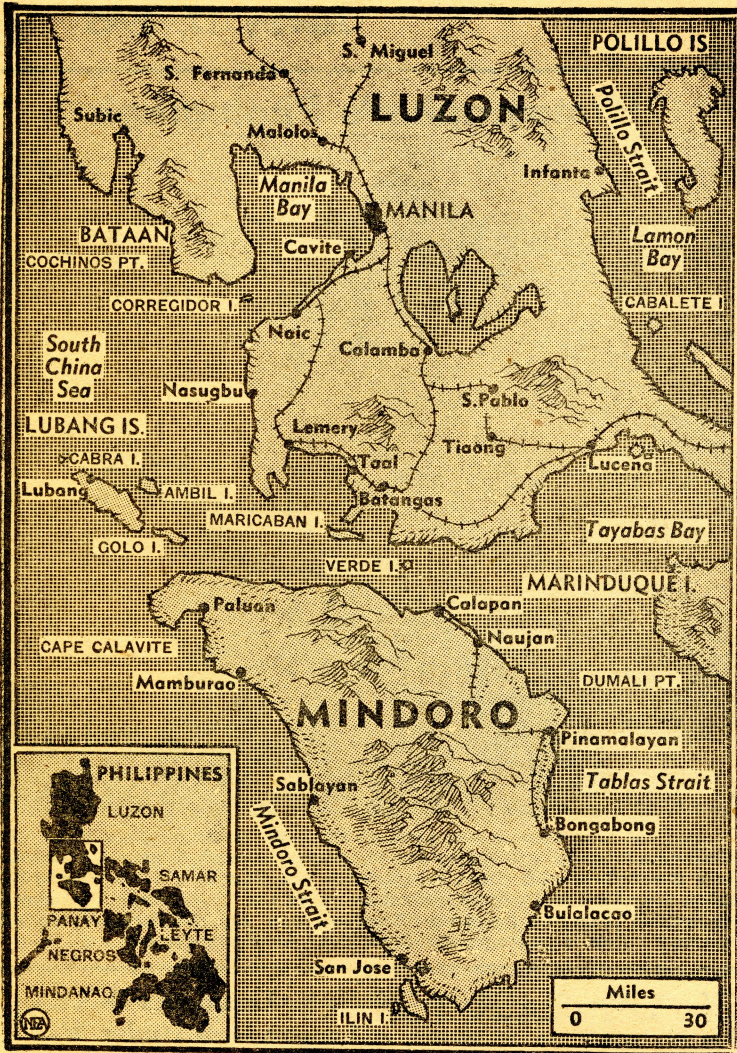 POLILLO IS
S. Miguel
S. Fernando
LUZON
Subic
Polillo Strait
Malolos
Infanta
Manila
Bay
MANILA
BATAAN
Lamon
Bay
Cavite
COCHINOS PT.
CORREGIDOR I.
CABALETE I
Naic
South
China
Sea
Calamba
Nasugbu
S. Pablo
LUBANG IS.
Lemery
Tiaong
CABRA I.
Taal
Lucena
Lubang
AMBIL I.
Batangas
MARICABAN I.
Tayabas Bay
GOLO I.
VERDE I.
MARINDUQUE I.
Paluan
Calapan
Naujan
CAPE CALAVITE
Mamburao
DUMALI PT.
MINDORO
Pinamalayan
Sablayan
Tablas Strait
Mindoro Strait
Bongabong
Bulalacao
San Jose
ILIN I.
PHILIPPINES
LUZON
SAMAR
PANAY
LEYTE
NEGROS
MINDANAO
NEA
Miles
0 30